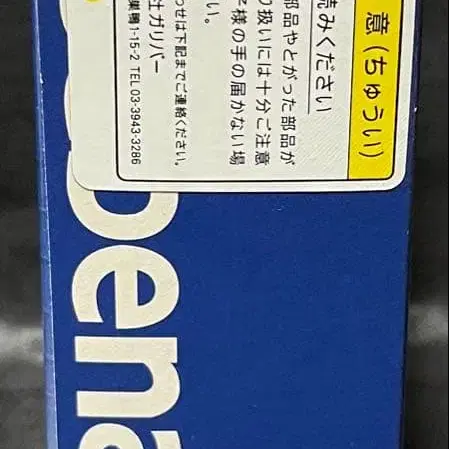 意(ちゅうい)
読みください
部品やとがった部品が
り扱いには十分ご注意
子様の手の届かない場
い。
わせは下記までご連絡ください。
社ガリバー
巣鴨1-15-2 TEL 03-3943-3286
pena